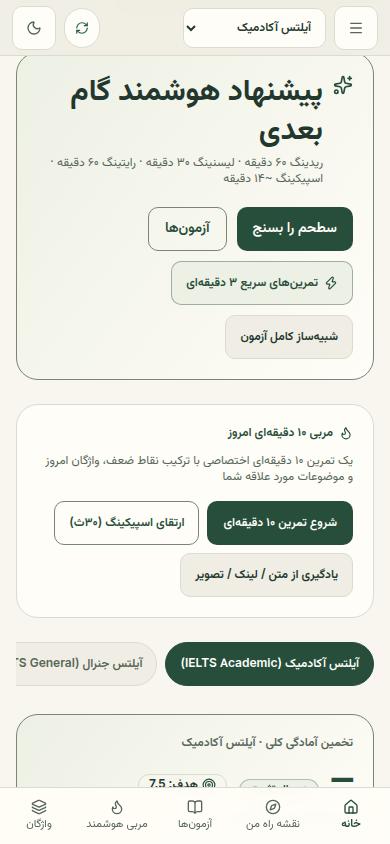 آیلتس آکادمیک
پیشنهاد هوشمند گام
بعدی
ریدینگ ۶۰ دقیقه · لیسنینگ ۳۰ دقیقه · رایتینگ ۶۰ دقیقه ·
اسپیکینگ ~۱۴ دقیقه
سطحم را بسنج
آزمون‌ها
تمرین‌های سریع ۳ دقیقه‌ای
شبیه‌ساز کامل آزمون
مربی ۱۰ دقیقه‌ای امروز
یک تمرین ۱۰ دقیقه‌ای اختصاصی با ترکیب نقاط ضعف، واژگان امروز
و موضوعات مورد علاقه شما
شروع تمرین ۱۰ دقیقه‌ای
ارتقای اسپیکینگ (۳۰ث)
یادگیری از متن / لینک / تصویر
آیلتس آکادمیک (IELTS Academic)
آیلتس جنرال (TS General
تخمین آمادگی کلی · آیلتس آکادمیک
هدف: 7.5
خانه
نقشه راه من
آزمون‌ها
مربی هوشمند
واژگان